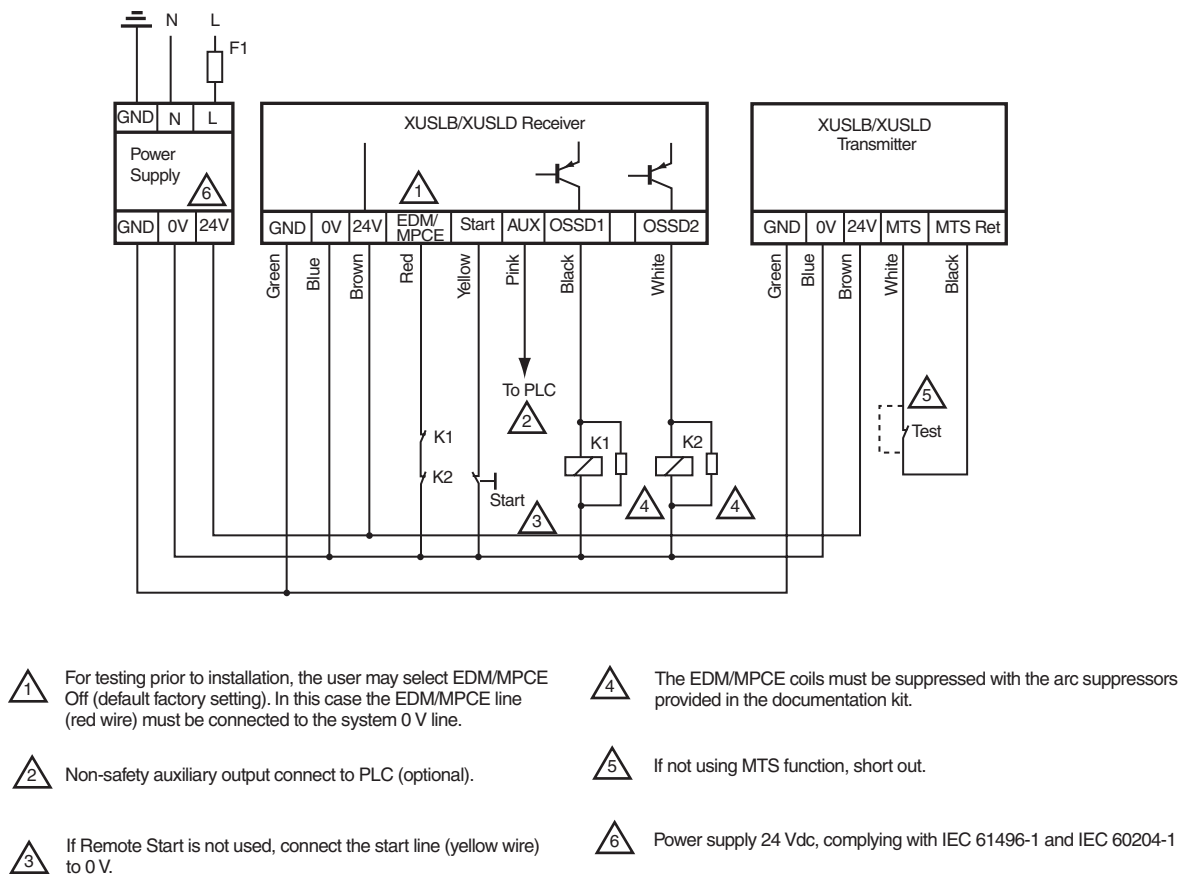 N L
F1
GND N L
Power
Supply
6
GND 0V 24V
XUSLB/XUSLD Receiver
1
GND 0V 24V EDM/
MPCE Start AUX OSSD1 OSSD2
Green
Blue
Brown
Red
Yellow
Pink
Black
White
XUSLB/XUSLD
Transmitter
GND 0V 24V MTS MTS Ret
Green
Blue
Brown
White
Black
To PLC
2
K1
K2
Start
3
K1
4
K2
4
5
Test
1
For testing prior to installation, the user may select EDM/MPCE
Off (default factory setting). In this case the EDM/MPCE line
(red wire) must be connected to the system 0 V line.
2
Non-safety auxiliary output connect to PLC (optional).
3
If Remote Start is not used, connect the start line (yellow wire)
to 0 V.
4
The EDM/MPCE coils must be suppressed with the arc suppressors
provided in the documentation kit.
5
If not using MTS function, short out.
6
Power supply 24 Vdc, complying with IEC 61496-1 and IEC 60204-1